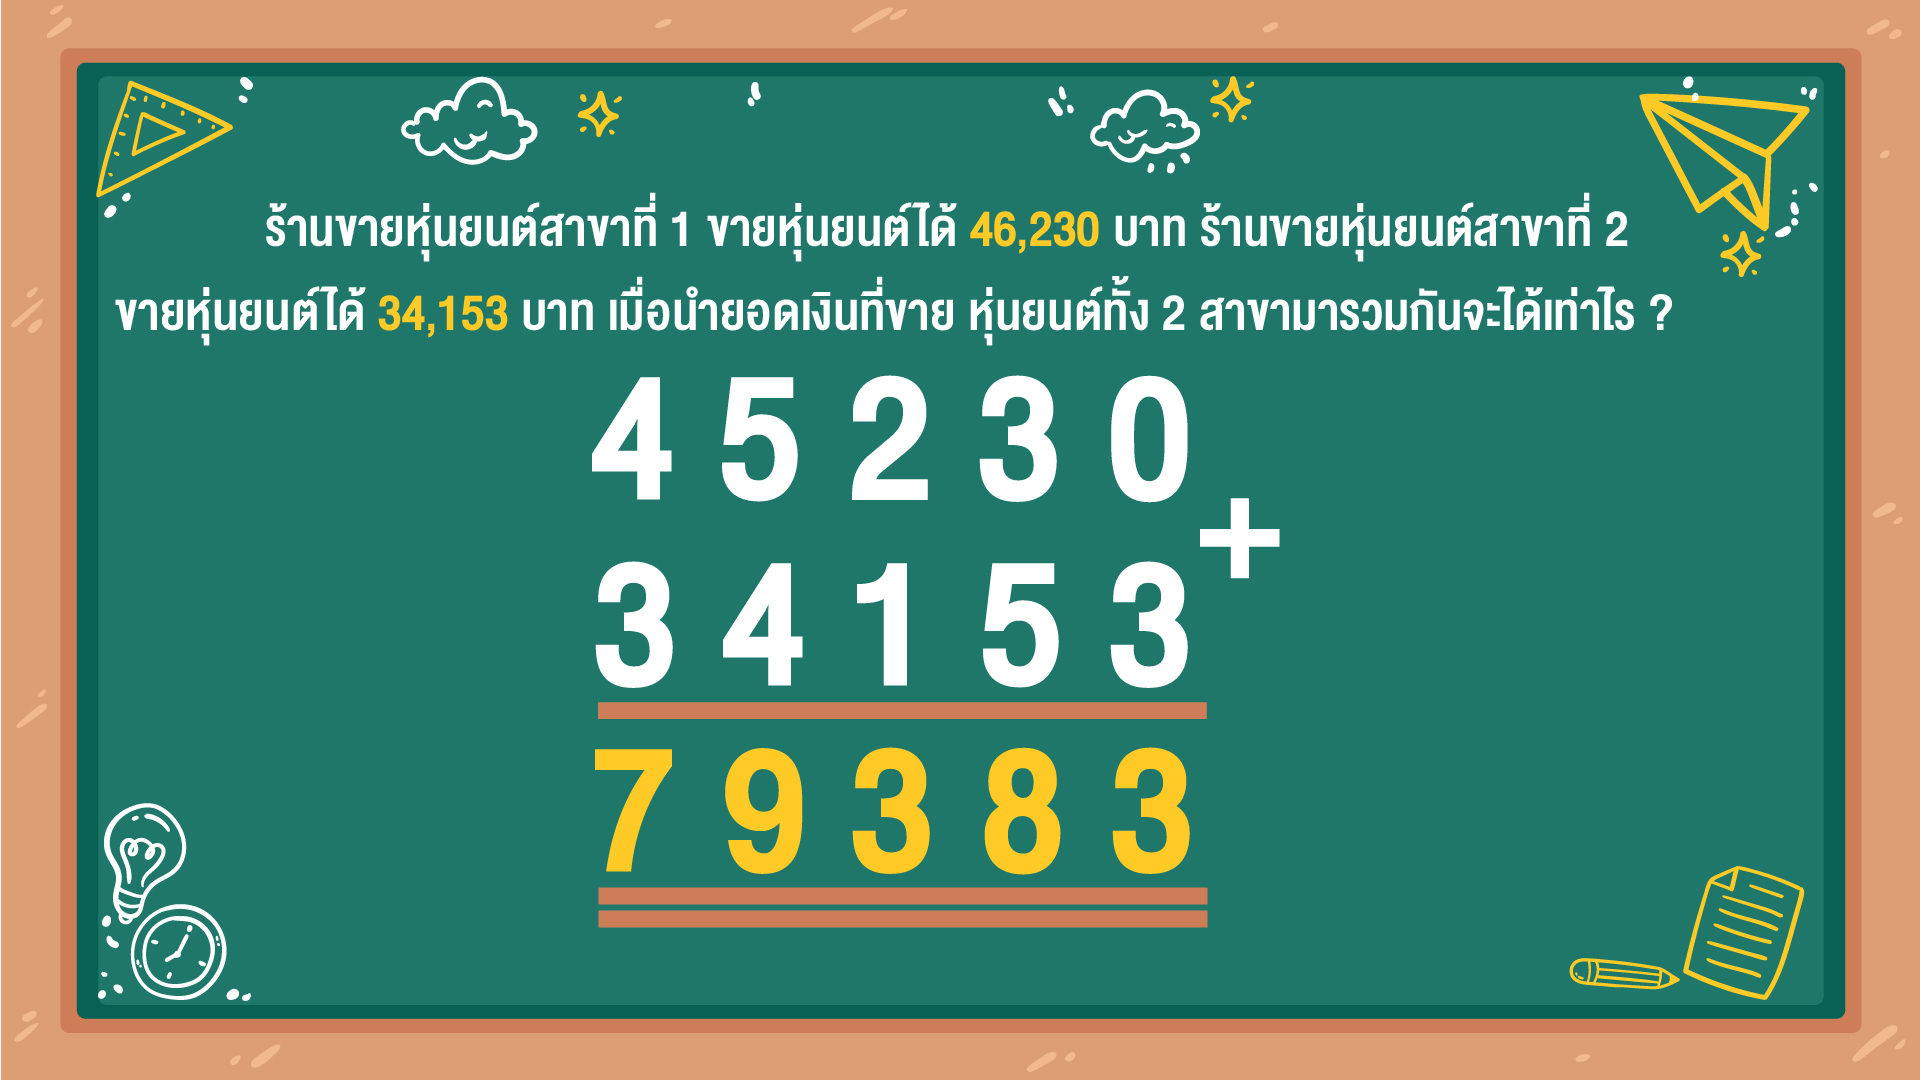 ร้านขายหุ่นยนต์สาขาที่ 1 ขายหุ่นยนต์ได้ 46,230 บาท ร้านขายหุ่นยนต์สาขาที่ 2
ขายหุ่นยนต์ได้ 34,153 บาท เมื่อนำยอดเงินที่ขาย หุ่นยนต์ทั้ง 2 สาขามารวมกันจะได้เท่าไร ?
4 5 2 3 0
+
3 4 1 5 3
7 9 3 8 3